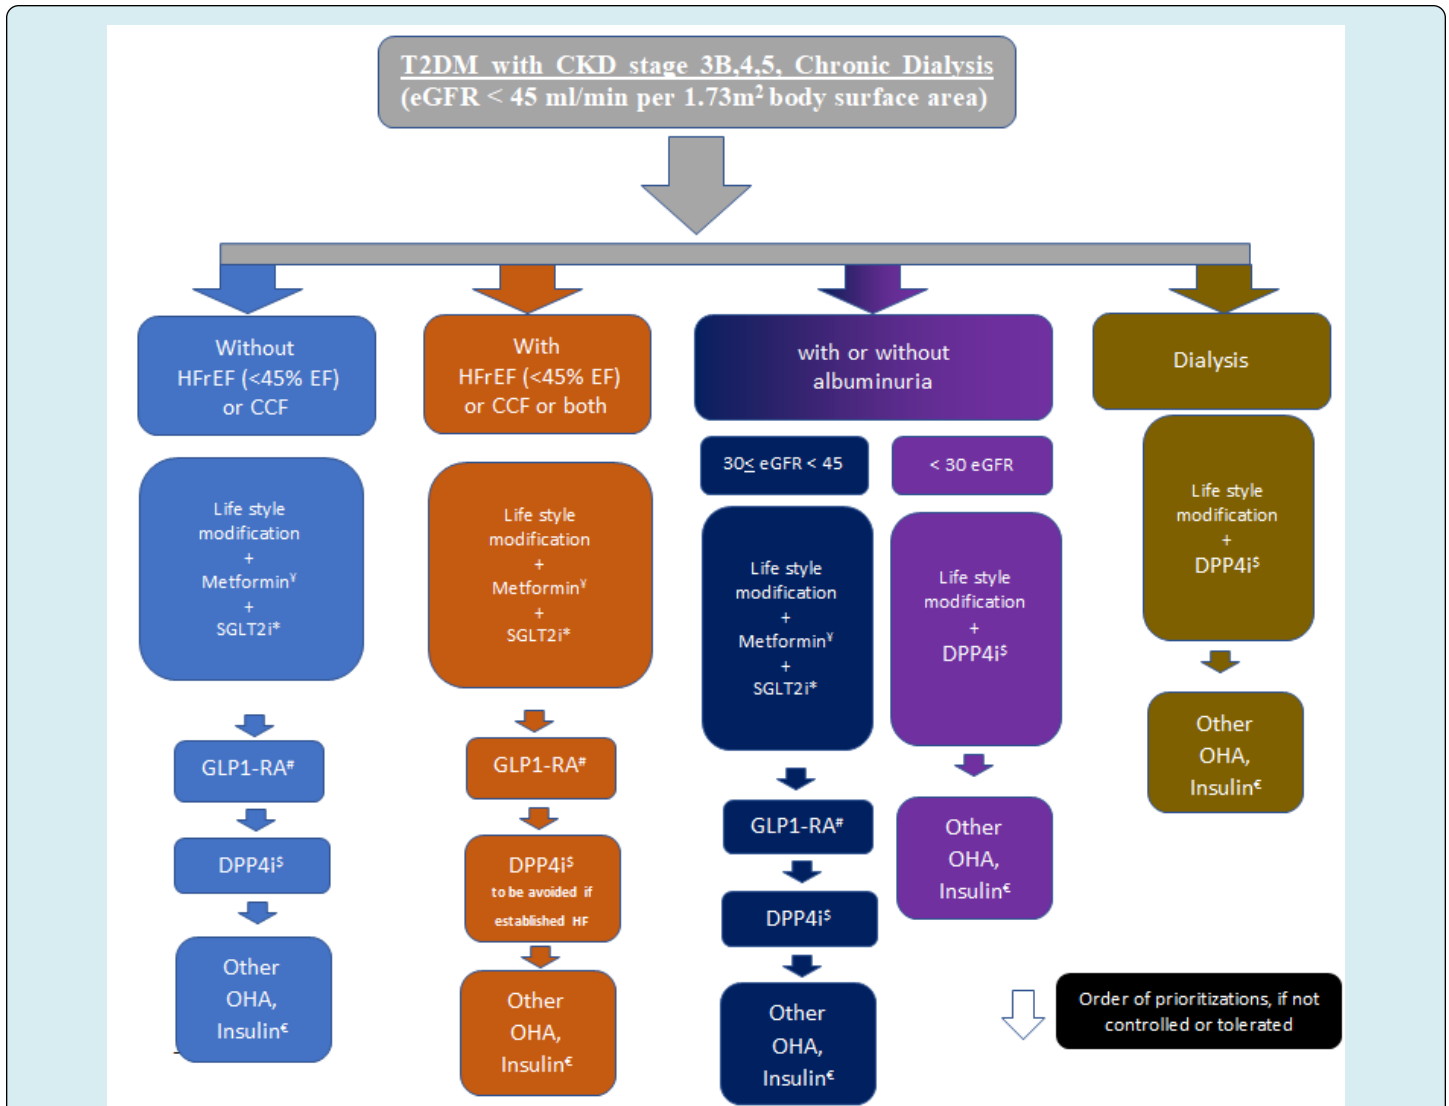 T2DM with CKD stage 3B,4,5, Chronic Dialysis
(eGFR < 45 ml/min per 1.73m² body surface area)
Without
HFrEF (<45% EF)
or CCF
Life style
modification
+
Metformin¥
+
SGLT2i*
GLP1-RA#
DPP4i$
Other
OHA,
Insulin€
With
HFrEF (<45% EF)
or CCF or both
Life style
modification
+
Metformin¥
+
SGLT2i*
GLP1-RA#
DPP4i$
to be avoided if
established HF
Other
OHA,
Insulin€
with or without
albuminuria
30≤ eGFR < 45
Life style
modification
+
Metformin¥
+
SGLT2i*
GLP1-RA#
DPP4i$
Other
OHA,
Insulin€
< 30 eGFR
Life style
modification
+
DPP4i$
Other
OHA,
Insulin€
Dialysis
Life style
modification
+
DPP4i$
Other
OHA,
Insulin€
Order of prioritizations, if not
controlled or tolerated